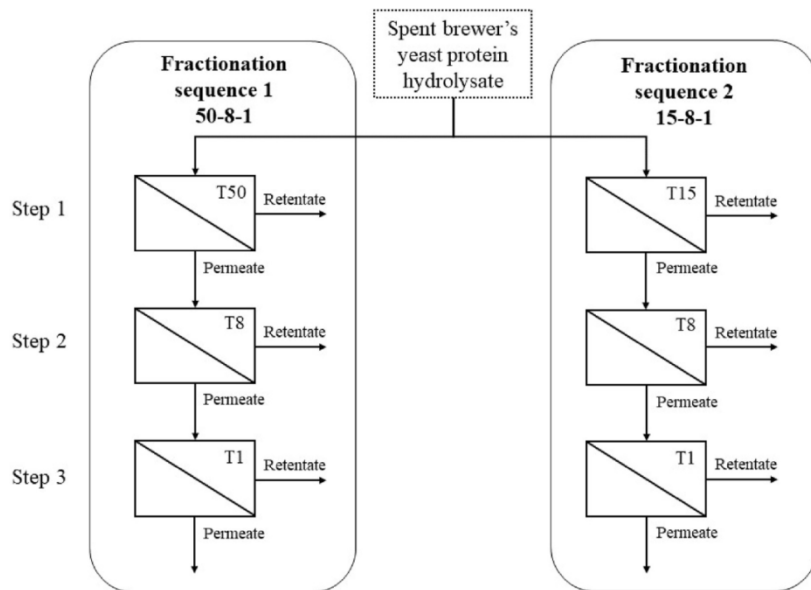 Spent brewer's
yeast protein
hydrolysate
Fractionation
sequence 1
50-8-1
Fractionation
sequence 2
15-8-1
Step 1
T50
Retentate
Permeate
T15
Retentate
Permeate
Step 2
T8
Retentate
Permeate
T8
Retentate
Permeate
Step 3
T1
Retentate
Permeate
T1
Retentate
Permeate